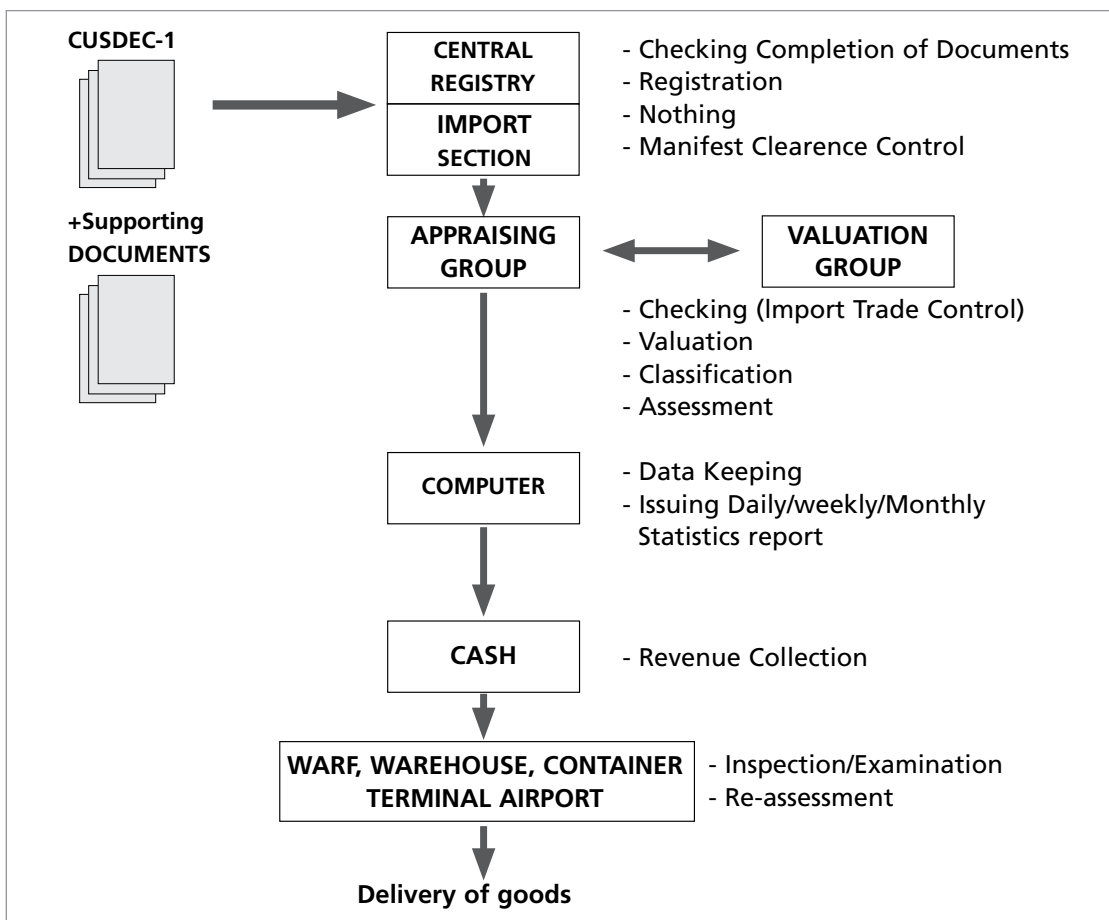 CUSDEC-1
CENTRAL
REGISTRY
IMPORT
SECTION
- Checking Completion of Documents
- Registration
- Nothing
- Manifest Clearence Control
+Supporting
DOCUMENTS
APPRAISING
GROUP
VALUATION
GROUP
- Checking (Import Trade Control)
- Valuation
- Classification
- Assessment
COMPUTER
- Data Keeping
- Issuing Daily/weekly/Monthly
Statistics report
CASH
- Revenue Collection
WARF, WAREHOUSE, CONTAINER
TERMINAL AIRPORT
- Inspection/Examination
- Re-assessment
Delivery of goods